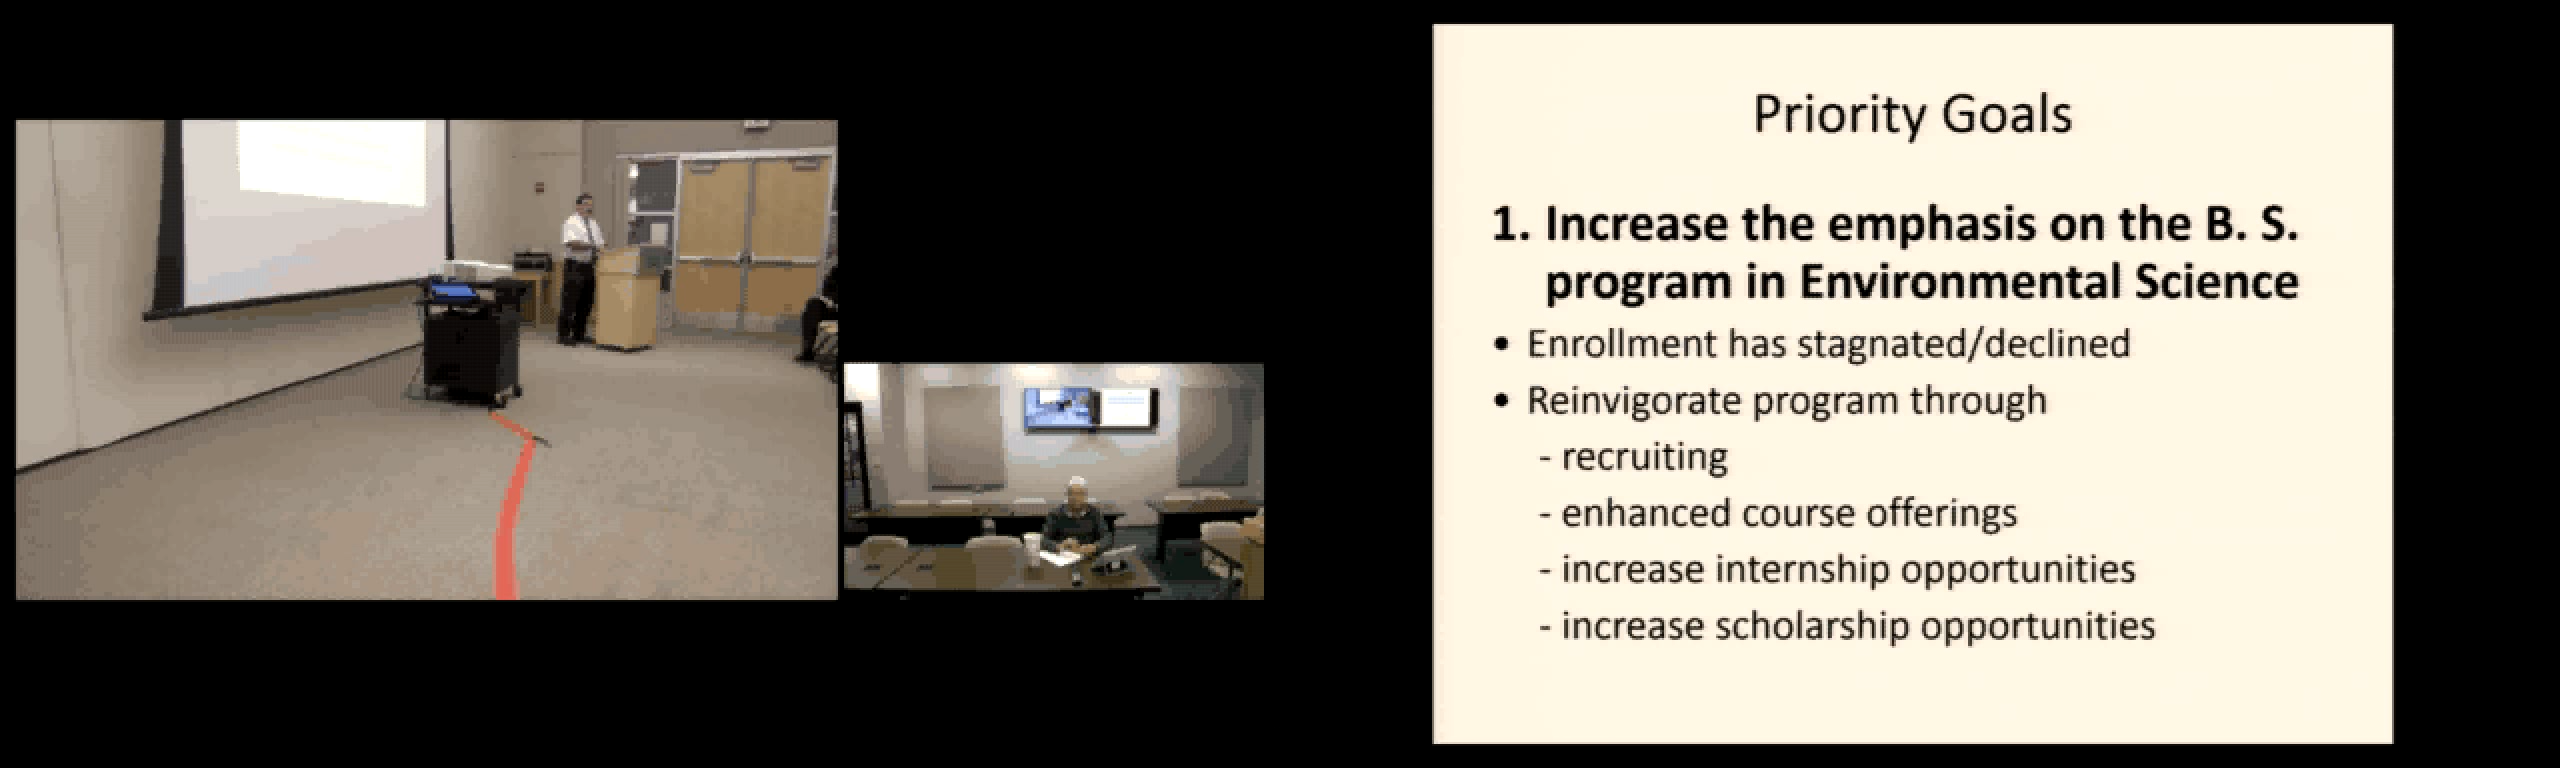 Priority Goals
1. Increase the emphasis on the B. S.
program in Environmental Science
• Enrollment has stagnated/declined
• Reinvigorate program through
- recruiting
- enhanced course offerings
- increase internship opportunities
- increase scholarship opportunities